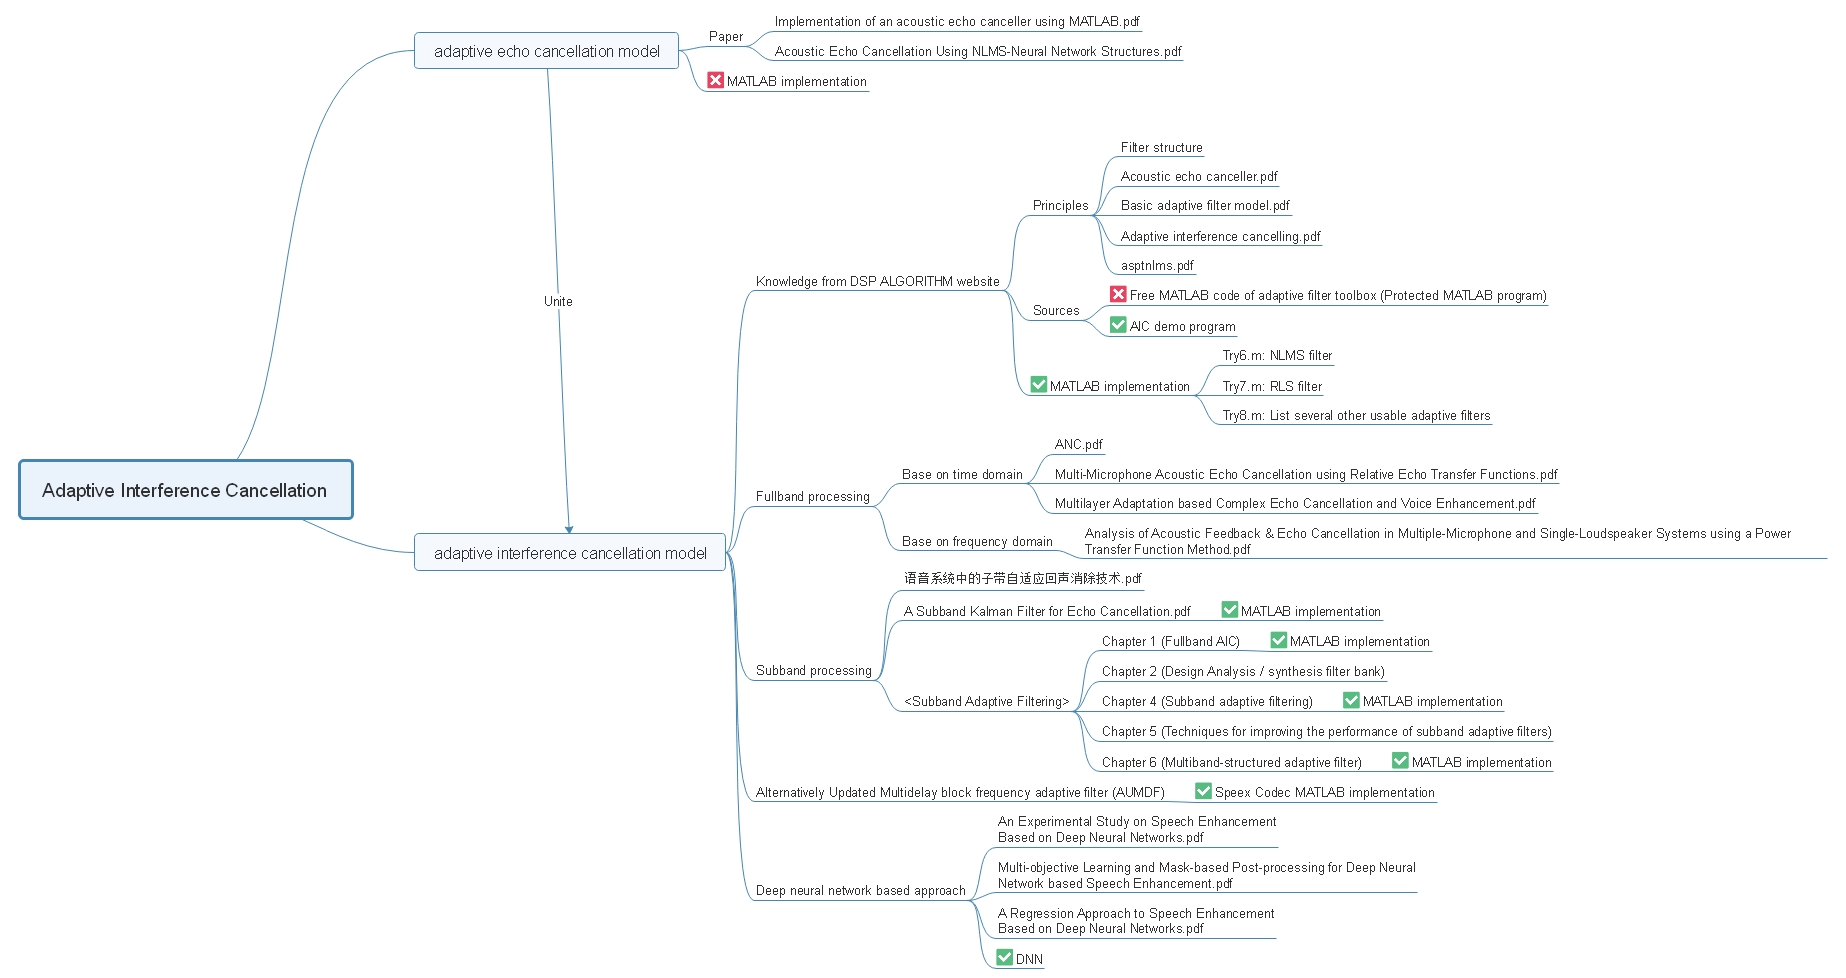 Adaptive Interference Cancellation
adaptive echo cancellation model
Paper
Implementation of an acoustic echo canceller using MATLAB.pdf
Acoustic Echo Cancellation Using NLMS-Neural Network Structures.pdf
MATLAB implementation
Unite
adaptive interference cancellation model
Knowledge from DSP ALGORITHM website
Principles
Filter structure
Acoustic echo canceller.pdf
Basic adaptive filter model.pdf
Adaptive interference cancelling.pdf
asptnlms.pdf
Sources
Free MATLAB code of adaptive filter toolbox (Protected MATLAB program)
AIC demo program
MATLAB implementation
Try6.m: NLMS filter
Try7.m: RLS filter
Try8.m: List several other usable adaptive filters
Fullband processing
Base on time domain
ANC.pdf
Multi-Microphone Acoustic Echo Cancellation using Relative Echo Transfer Functions.pdf
Multilayer Adaptation based Complex Echo Cancellation and Voice Enhancement.pdf
Base on frequency domain
Analysis of Acoustic Feedback & Echo Cancellation in Multiple-Microphone and Single-Loudspeaker Systems using a Power
Transfer Function Method.pdf
Subband processing
语音系统中的子带自适应回声消除技术.pdf
A Subband Kalman Filter for Echo Cancellation.pdf
MATLAB implementation
<Subband Adaptive Filtering>
Chapter 1 (Fullband AIC)
MATLAB implementation
Chapter 2 (Design Analysis / synthesis filter bank)
Chapter 4 (Subband adaptive filtering)
MATLAB implementation
Chapter 5 (Techniques for improving the performance of subband adaptive filters)
Chapter 6 (Multiband-structured adaptive filter)
MATLAB implementation
Alternatively Updated Multidelay block frequency adaptive filter (AUMDF)
Speex Codec MATLAB implementation
Deep neural network based approach
An Experimental Study on Speech Enhancement
Based on Deep Neural Networks.pdf
Multi-objective Learning and Mask-based Post-processing for Deep Neural
Network based Speech Enhancement.pdf
A Regression Approach to Speech Enhancement
Based on Deep Neural Networks.pdf
DNN